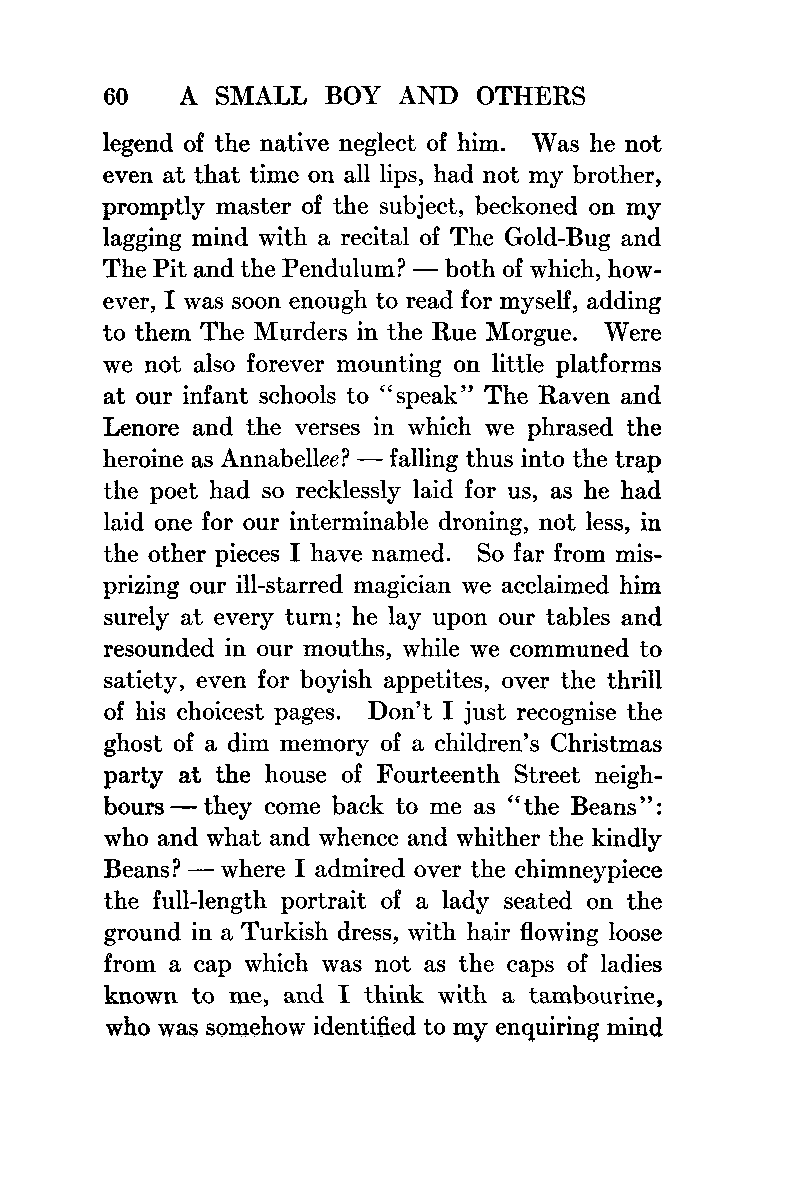 60 A SMALL BOY AND OTHERS
legend of the native neglect of him. Was he not
even at that time on all lips, had not my brother,
promptly master of the subject, beckoned on my
lagging mind with a recital of The Gold-Bug and
The Pit and the Pendulum? — both of which, how-
ever, I was soon enough to read for myself, adding
to them The Murders in the Rue Morgue. Were
we not also forever mounting on little platforms
at our infant schools to “speak” The Raven and
Lenore and the verses in which we phrased the
heroine as Annabellee? — falling thus into the trap
the poet had so recklessly laid for us, as he had
laid one for our interminable droning, not less, in
the other pieces I have named. So far from mis-
prizing our ill-starred magician we acclaimed him
surely at every turn; he lay upon our tables and
resounded in our mouths, while we communed to
satiety, even for boyish appetites, over the thrill
of his choicest pages. Don’t I just recognise the
ghost of a dim memory of a children’s Christmas
party at the house of Fourteenth Street neigh-
bours — they come back to me as “the Beans”:
who and what and whence and whither the kindly
Beans? — where I admired over the chimneypiece
the full-length portrait of a lady seated on the
ground in a Turkish dress, with hair flowing loose
from a cap which was not as the caps of ladies
known to me, and I think with a tambourine,
who was somehow identified to my enquiring mind